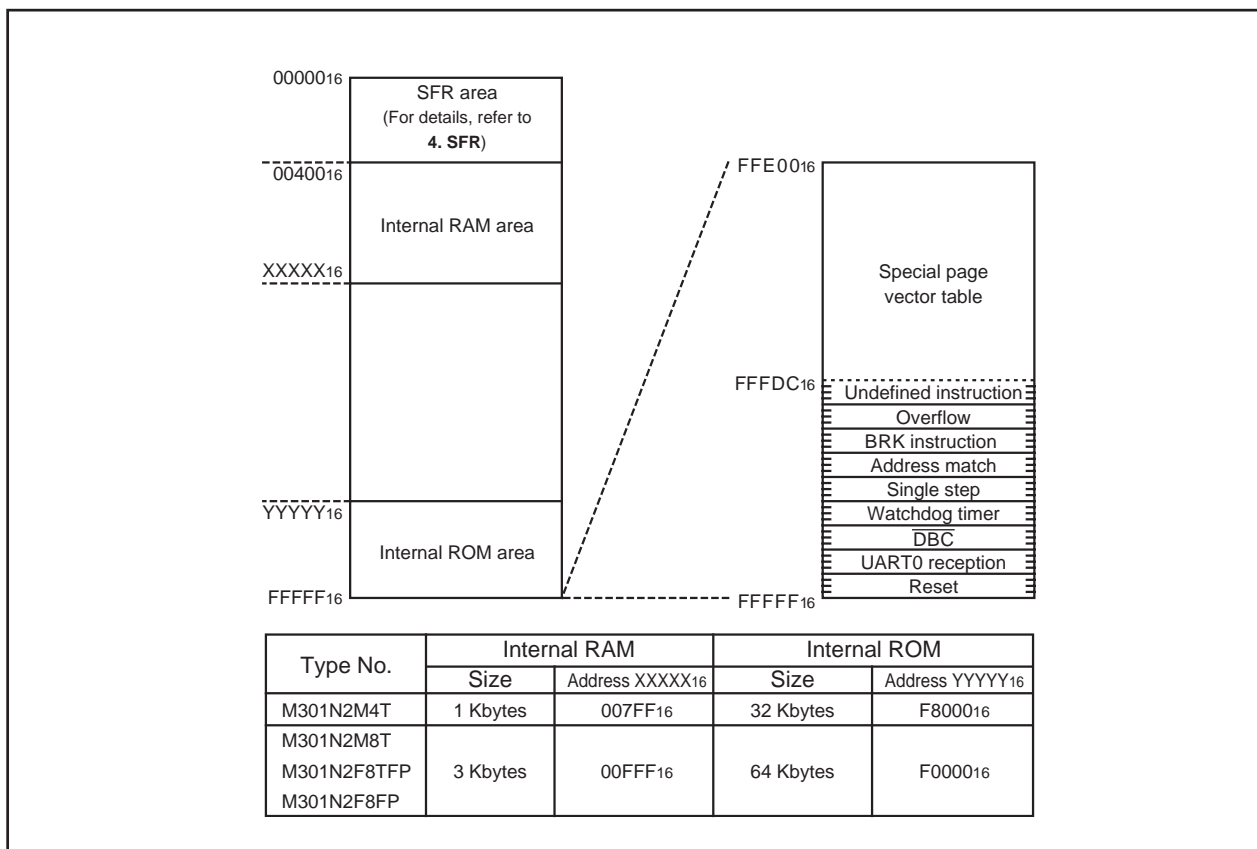 0000016
SFR area
(For details, refer to
4. SFR)
0040016
Internal RAM area
XXXXX16
YYYYY16
Internal ROM area
FFFFF16
FFE0016
Special page
vector table
FFFDC16
Undefined instruction
Overflow
BRK instruction
Address match
Single step
Watchdog timer
DBC
UART0 reception
Reset
FFFFF16
Type No.
Internal RAM
Internal ROM
Size
Address XXXXX16
Size
Address YYYYY16
M301N2M4T
1 Kbytes
007FF16
32 Kbytes
F800016
M301N2M8T
M301N2F8TFP
M301N2F8FP
3 Kbytes
00FFF16
64 Kbytes
F000016